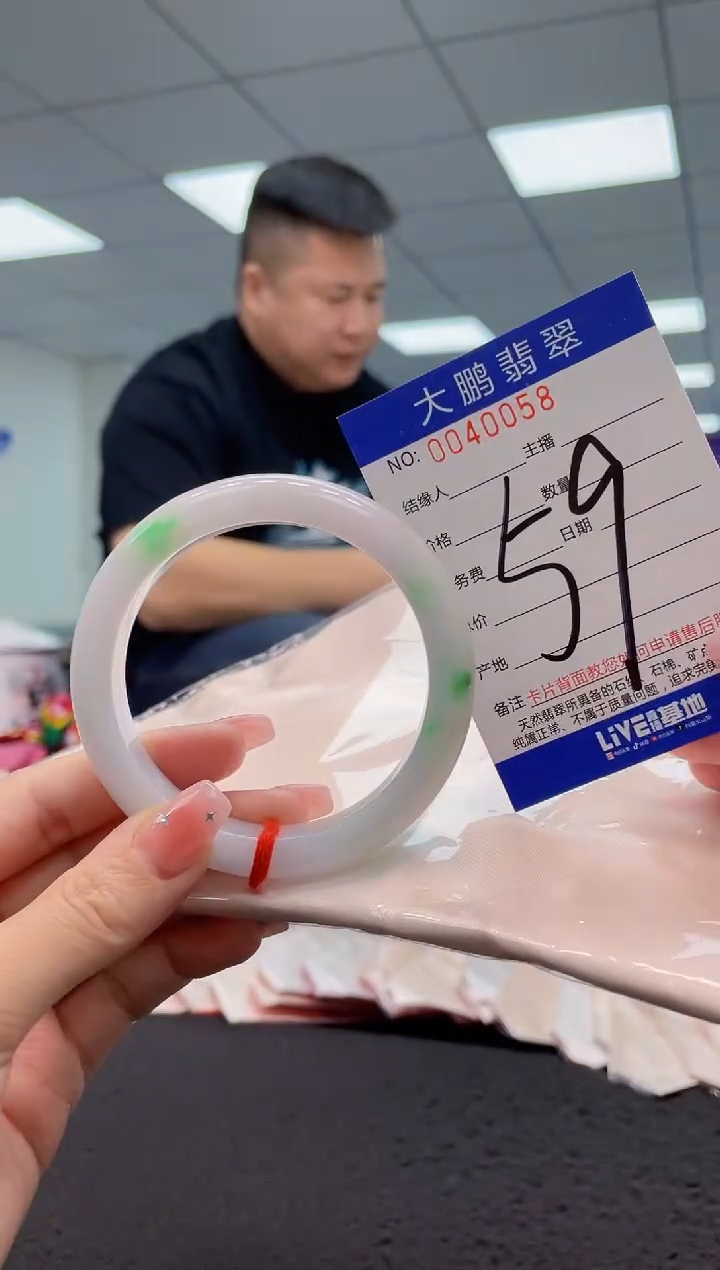 大鹏翡翠
NO: 0040058
结缘人 主播
价格 数量
务费 日期
价
产地
59
备注 卡片背面教您如何申请售后服
天然翡翠所具备的石纹、石棉、矿点
纯属正常、不属于质量问题，追求完美
LiVE直播基地